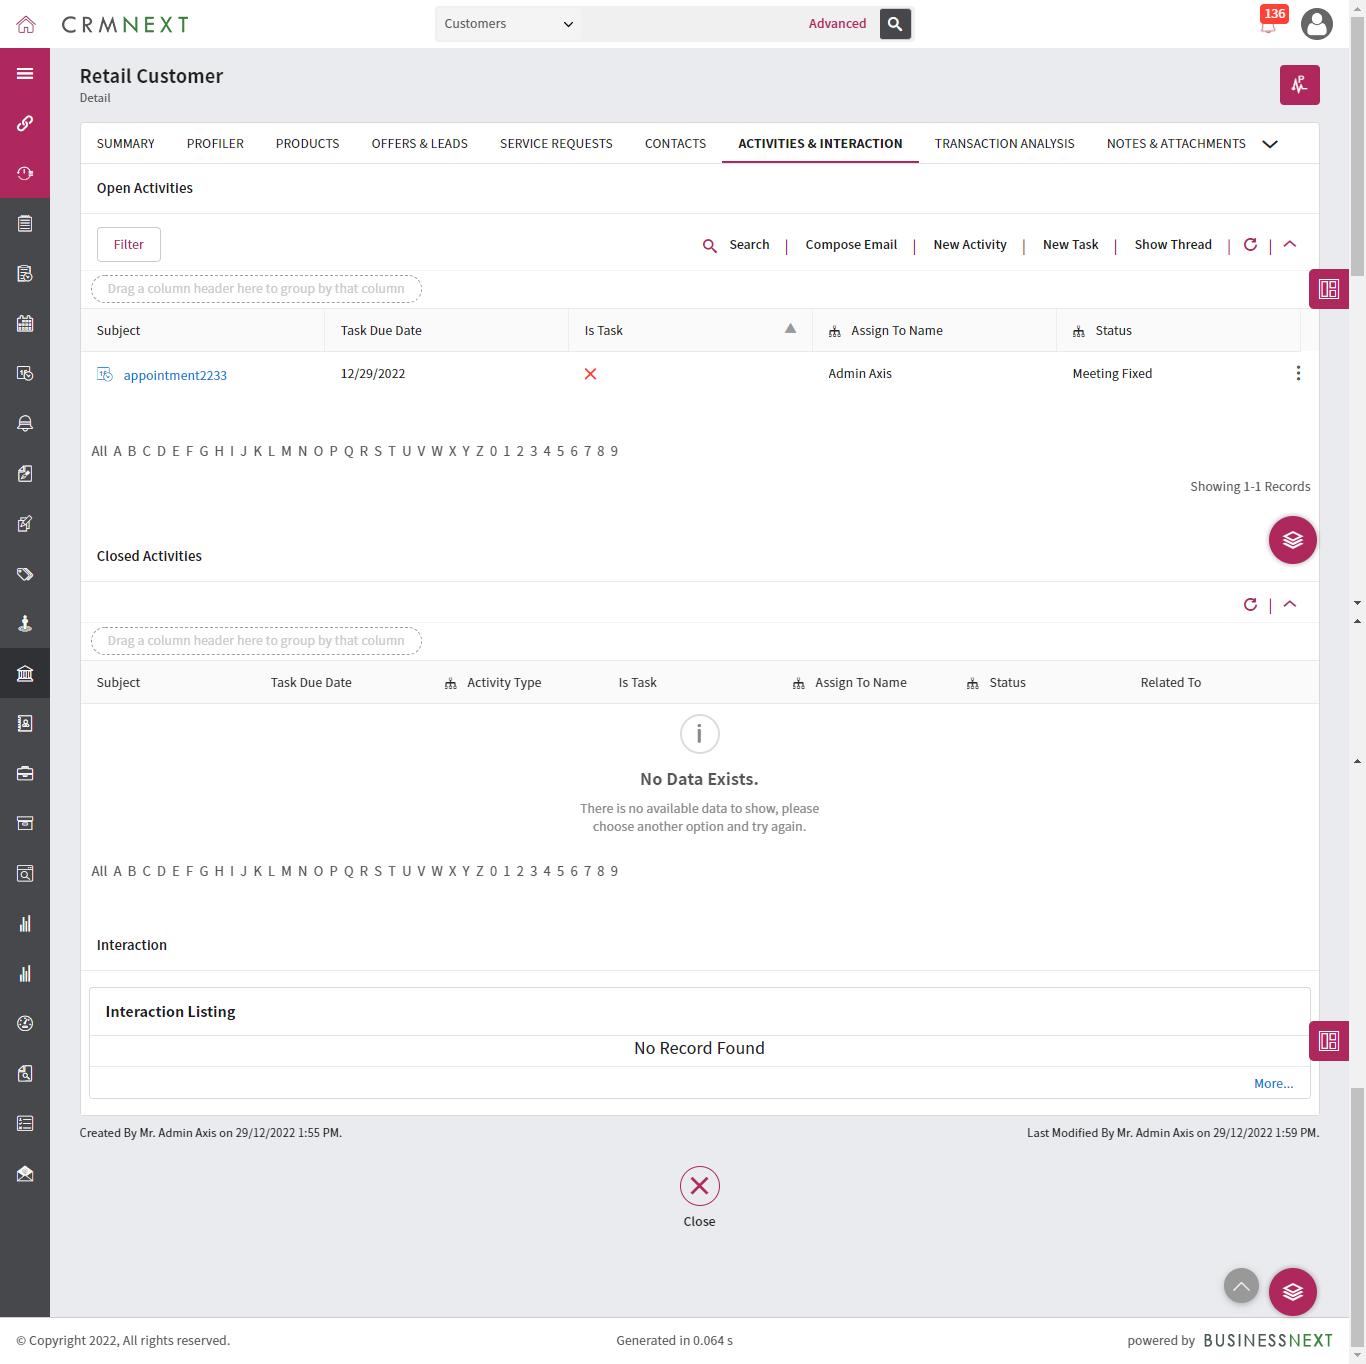 CRMNEXT
Customers
Advanced
136
Retail Customer
Detail
SUMMARY PROFILER PRODUCTS OFFERS & LEADS SERVICE REQUESTS CONTACTS ACTIVITIES & INTERACTION TRANSACTION ANALYSIS NOTES & ATTACHMENTS
Open Activities
Filter
Search | Compose Email | New Activity | New Task | Show Thread | |
Drag a column header here to group by that column
Subject Task Due Date Is Task Assign To Name Status
appointment2233 12/29/2022 Admin Axis Meeting Fixed
All A B C D E F G H I J K L M N O P Q R S T U V W X Y Z 0 1 2 3 4 5 6 7 8 9
Showing 1-1 Records
Closed Activities
Drag a column header here to group by that column
Subject Task Due Date Activity Type Is Task Assign To Name Status Related To
No Data Exists.
There is no available data to show, please
choose another option and try again.
All A B C D E F G H I J K L M N O P Q R S T U V W X Y Z 0 1 2 3 4 5 6 7 8 9
Interaction
Interaction Listing
No Record Found
More...
Created By Mr. Admin Axis on 29/12/2022 1:55 PM. Last Modified By Mr. Admin Axis on 29/12/2022 1:59 PM.
Close
© Copyright 2022, All rights reserved. Generated in 0.064 s powered by BUSINESSNEXT